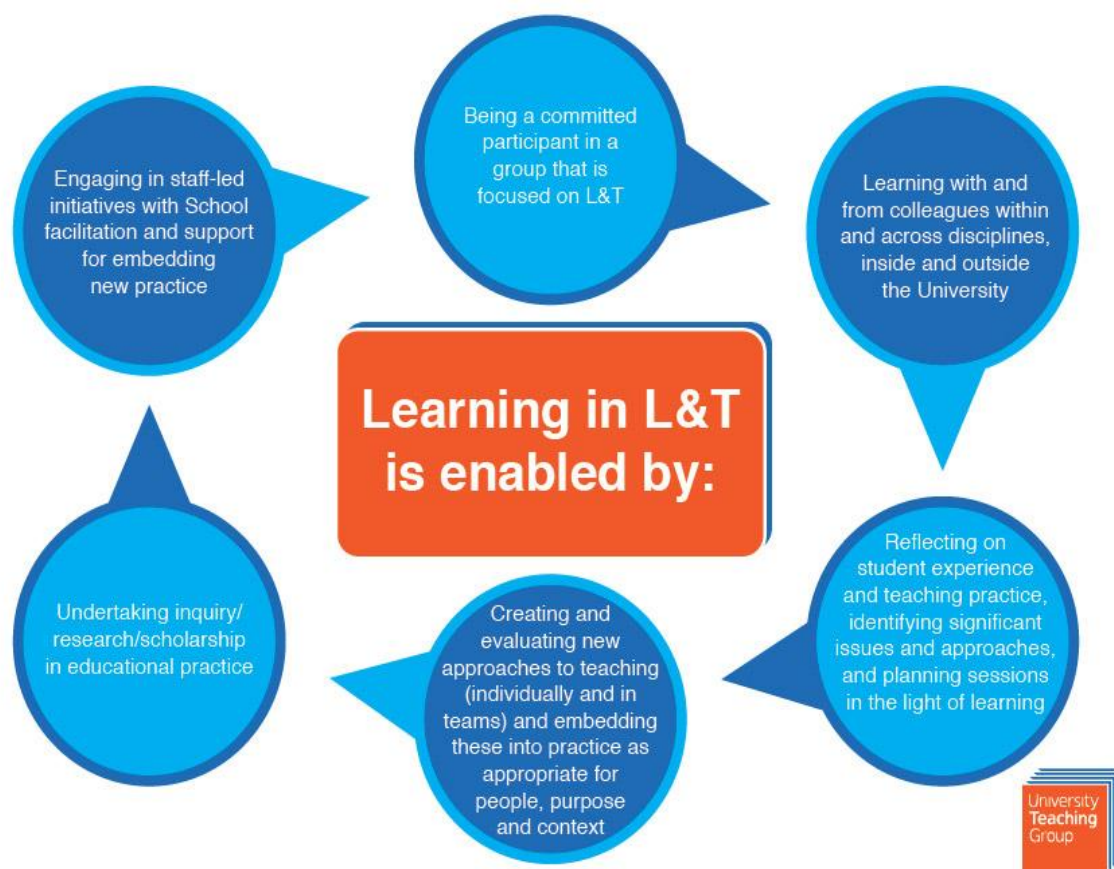 Being a committed
participant in a
group that is
focused on L&T
Learning with and
from colleagues within
and across disciplines,
inside and outside
the University
Reflecting on
student experience
and teaching practice,
identifying significant
issues and approaches,
and planning sessions
in the light of learning
Creating and
evaluating new
approaches to teaching
(individually and in
teams) and embedding
these into practice as
appropriate for
people, purpose
and context
Undertaking inquiry/
research/scholarship
in educational practice
Engaging in staff-led
initiatives with School
facilitation and support
for embedding
new practice
Learning in L&T
is enabled by:
University
Teaching
Group